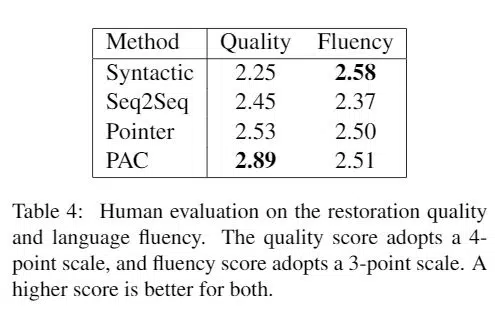 Method Quality Fluency
Syntactic 2.25 2.58
Seq2Seq 2.45 2.37
Pointer 2.53 2.50
PAC 2.89 2.51
Table 4: Human evaluation on the restoration quality
and language fluency. The quality score adopts a 4-
point scale, and fluency score adopts a 3-point scale. A
higher score is better for both.